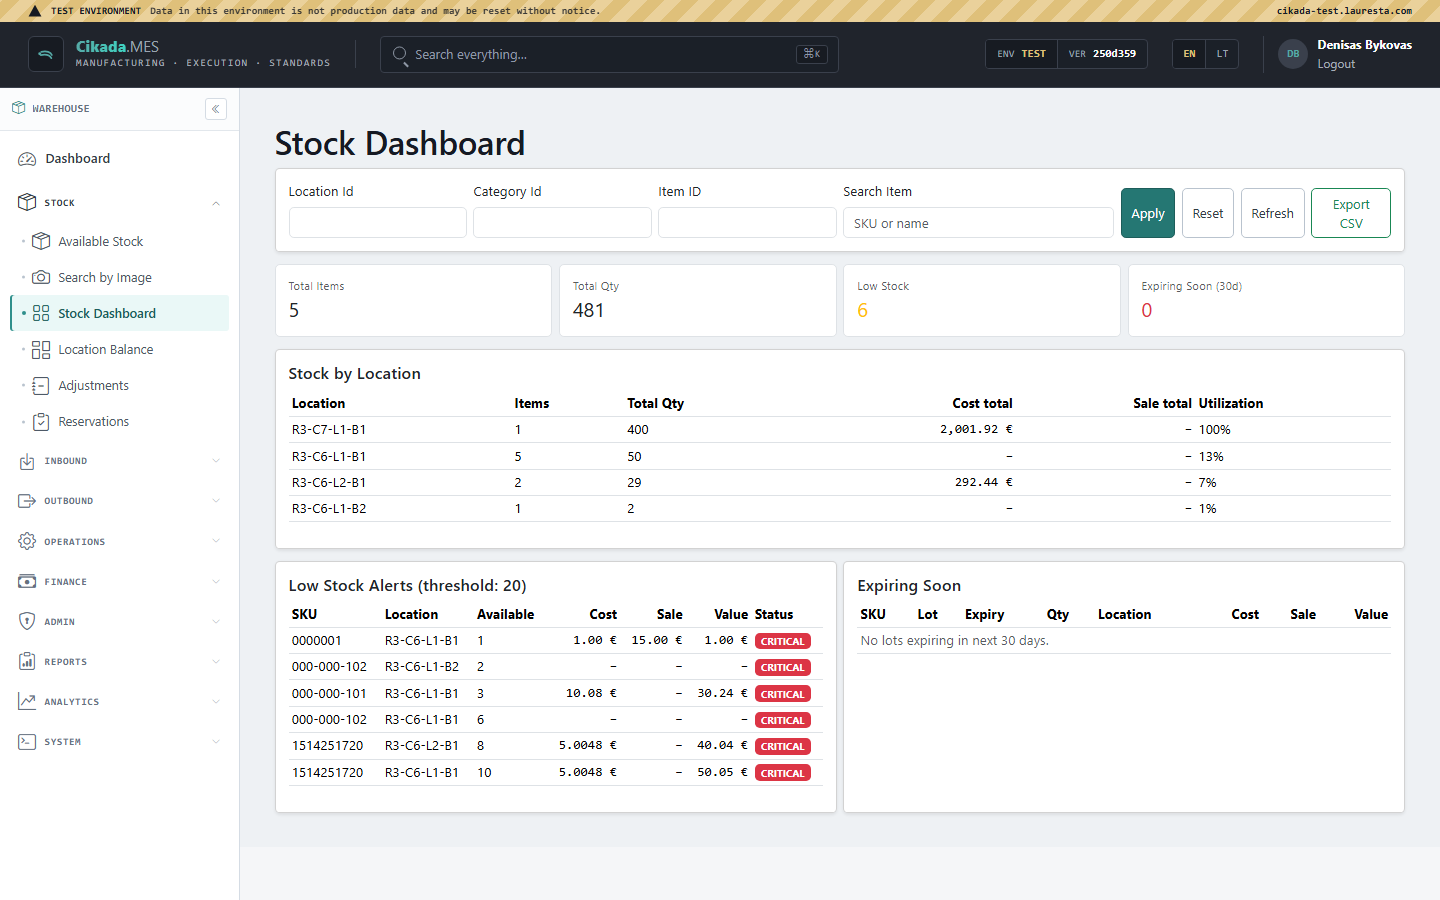 TEST ENVIRONMENT Data in this environment is not production data and may be reset without notice. cikada-test.lauresta.com
Cikada.MES
MANUFACTURING · EXECUTION · STANDARDS
Search everything...
⌘K
ENV TEST VER 250d359
EN LT
DB
Denisas Bykovas
Logout
WAREHOUSE
Dashboard
STOCK
Available Stock
Search by Image
Stock Dashboard
Location Balance
Adjustments
Reservations
INBOUND
OUTBOUND
OPERATIONS
FINANCE
ADMIN
REPORTS
ANALYTICS
SYSTEM
Stock Dashboard
Location Id Category Id Item ID Search Item
SKU or name
Apply Reset Refresh Export CSV
Total Items
5
Total Qty
481
Low Stock
6
Expiring Soon (30d)
0
Stock by Location
Location Items Total Qty Cost total Sale total Utilization
R3-C7-L1-B1 1 400 2,001.92 € – 100%
R3-C6-L1-B1 5 50 – – 13%
R3-C6-L2-B1 2 29 292.44 € – 7%
R3-C6-L1-B2 1 2 – – 1%
Low Stock Alerts (threshold: 20)
SKU Location Available Cost Sale Value Status
0000001 R3-C6-L1-B1 1 1.00 € 15.00 € 1.00 € CRITICAL
000-000-102 R3-C6-L1-B2 2 – – – CRITICAL
000-000-101 R3-C6-L1-B1 3 10.08 € – 30.24 € CRITICAL
000-000-102 R3-C6-L1-B1 6 – – – CRITICAL
1514251720 R3-C6-L2-B1 8 5.0048 € – 40.04 € CRITICAL
1514251720 R3-C6-L1-B1 10 5.0048 € – 50.05 € CRITICAL
Expiring Soon
SKU Lot Expiry Qty Location Cost Sale Value
No lots expiring in next 30 days.